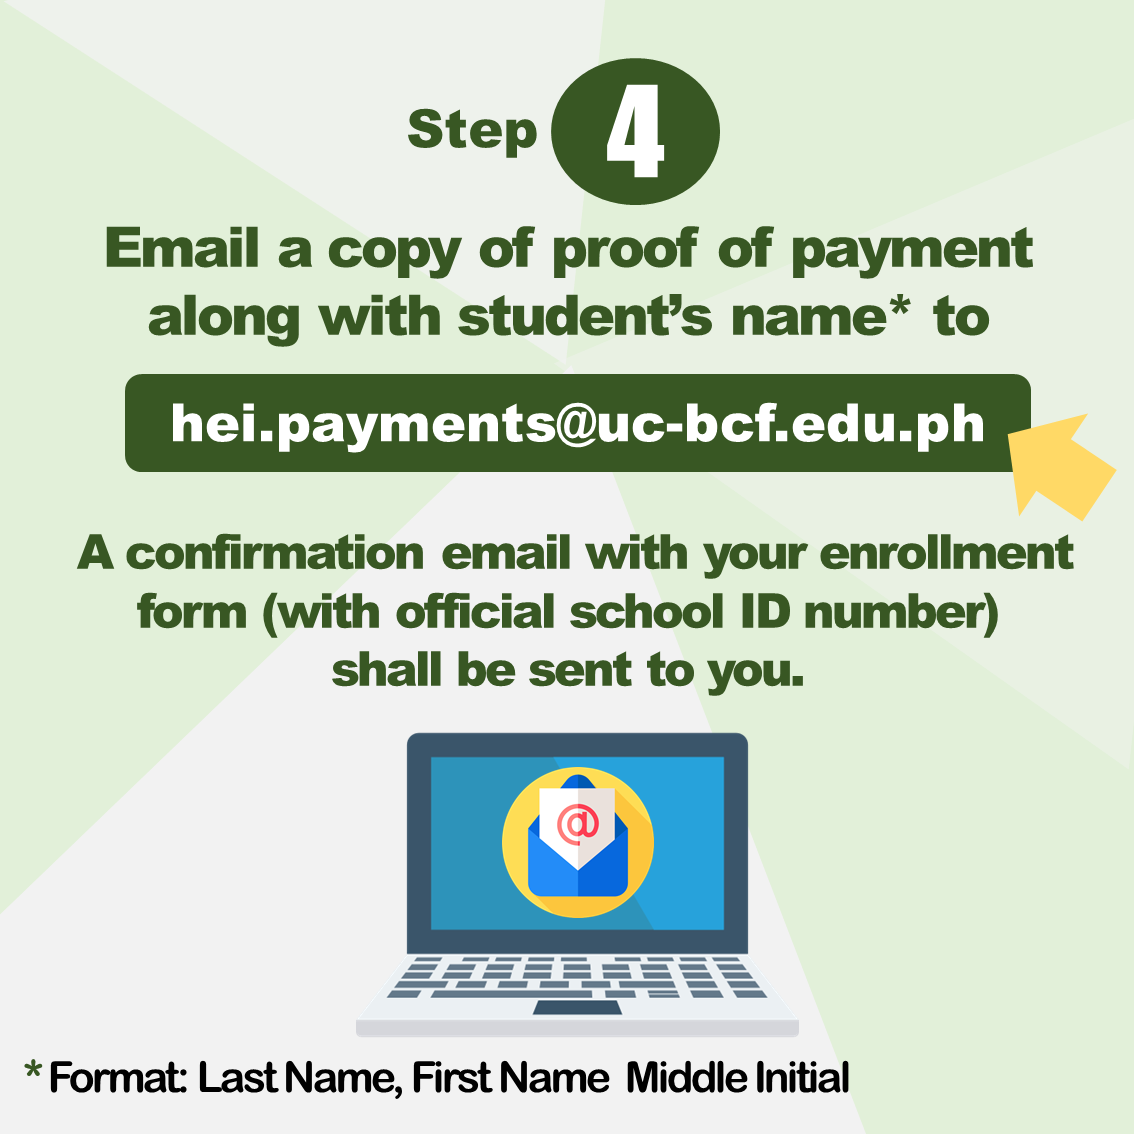 Step 4
Email a copy of proof of payment
along with student's name* to
hei.payments@uc-bcf.edu.ph
A confirmation email with your enrollment
form (with official school ID number)
shall be sent to you.
@
* Format: Last Name, First Name Middle Initial